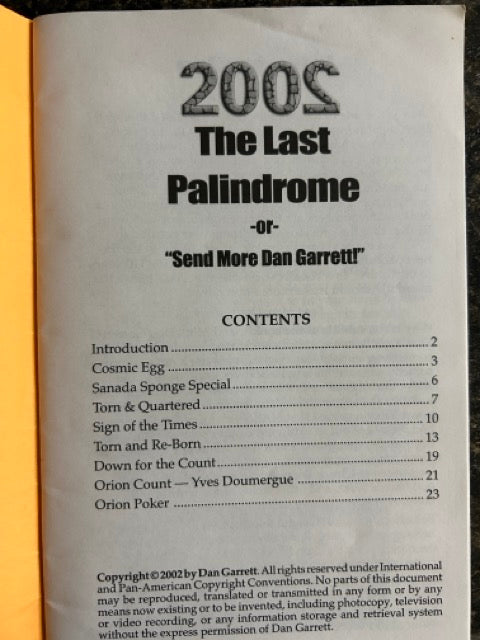 2002
The Last
Palindrome
-or-
"Send More Dan Garrett!"
CONTENTS
Introduction ........ 2
Cosmic Egg ........ 3
Sanada Sponge Special ........ 6
Torn & Quartered ........ 7
Sign of the Times ........ 10
Torn and Re-Born ........ 13
Down for the Count ........ 19
Orion Count — Yves Doumergue ........ 21
Orion Poker ........ 23
Copyright © 2002 by Dan Garrett. All rights reserved under International
and Pan-American Copyright Conventions. No parts of this document
may be reproduced, translated or transmitted in any form or by any
means now existing or to be invented, including photocopy, television
or video recording, or any information storage and retrieval system
without the express permission of Dan Garrett.